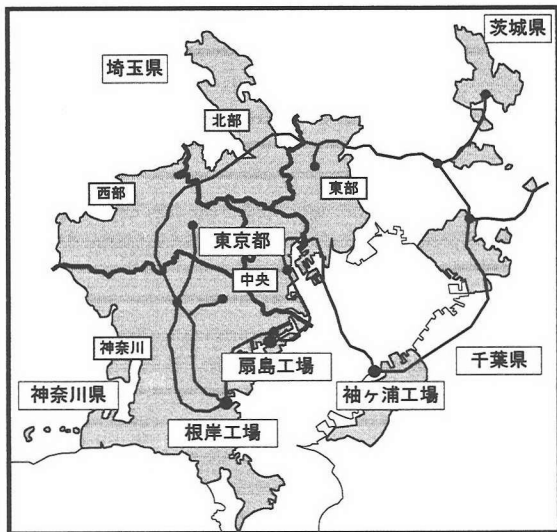 茨城県
埼玉県
北部
西部
東部
東京都
中央
神奈川
扇島工場
千葉県
神奈川県
袖ヶ浦工場
根岸工場